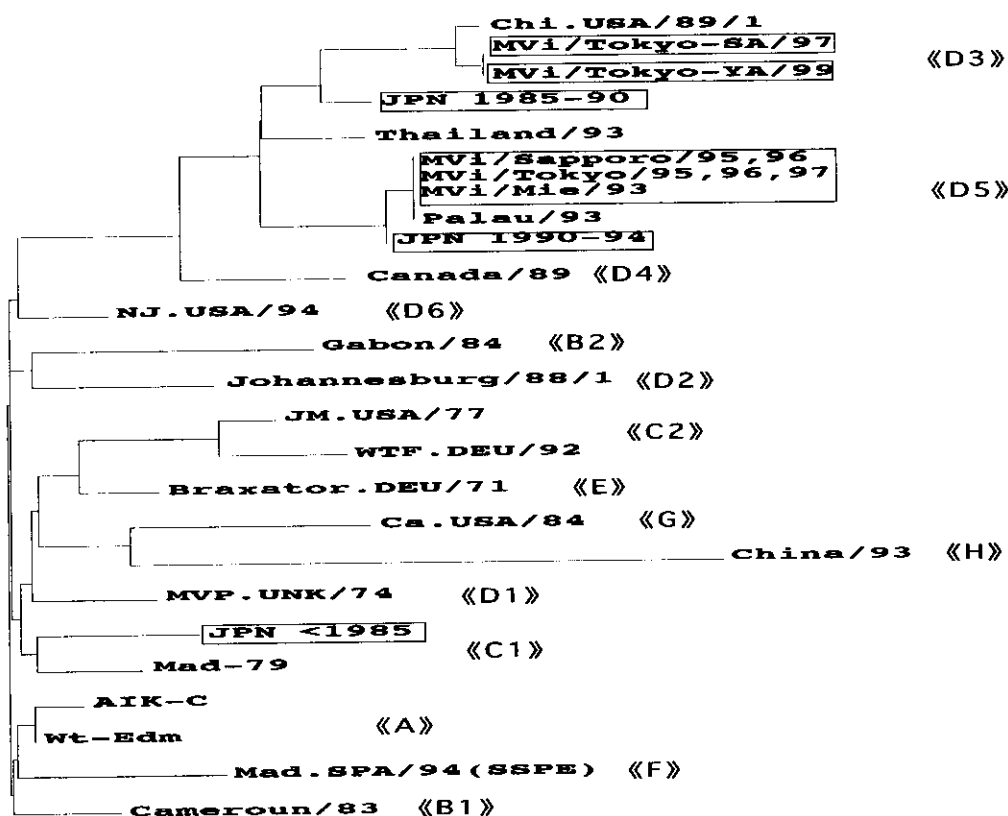 Chi.USA/89/1
MVi/Tokyo-SA/97
MVi/Tokyo-YA/99
《D3》
JPN 1985-90
Thailand/93
MVi/Sapporo/95,96
MVi/Tokyo/95,96,97
MVi/Mie/93
《D5》
Palau/93
JPN 1990-94
Canada/89 《D4》
NJ.USA/94 《D6》
Gabon/84 《B2》
Johannesburg/88/1 《D2》
JM.USA/77
《C2》
WTF.DEU/92
Braxator.DEU/71 《E》
Ca.USA/84 《G》
China/93 《H》
MVP.UNK/74 《D1》
JPN <1985
《C1》
Mad-79
AIK-C
《A》
Wt-Edm
Mad.SPA/94(SSPE) 《F》
Cameroun/83 《B1》